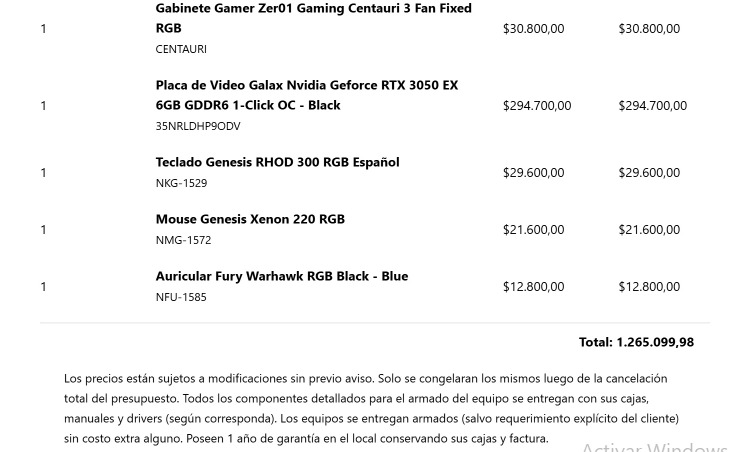 Gabinete Gamer Zer01 Gaming Centauri 3 Fan Fixed
1 RGB $30.800,00 $30.800,00
CENTAURI
Placa de Video Galax Nvidia Geforce RTX 3050 EX
1 6GB GDDR6 1-Click OC - Black $294.700,00 $294.700,00
35NRLDHP9ODV
Teclado Genesis RHOD 300 RGB Español
1 $29.600,00 $29.600,00
NKG-1529
Mouse Genesis Xenon 220 RGB
1 $21.600,00 $21.600,00
NMG-1572
Auricular Fury Warhawk RGB Black - Blue
1 $12.800,00 $12.800,00
NFU-1585
Total: 1.265.099,98
Los precios están sujetos a modificaciones sin previo aviso. Solo se congelaran los mismos luego de la cancelación
total del presupuesto. Todos los componentes detallados para el armado del equipo se entregan con sus cajas,
manuales y drivers (según corresponda). Los equipos se entregan armados (salvo requerimiento explícito del cliente)
sin costo extra alguno. Poseen 1 año de garantía en el local conservando sus cajas y factura.
Activar Windows